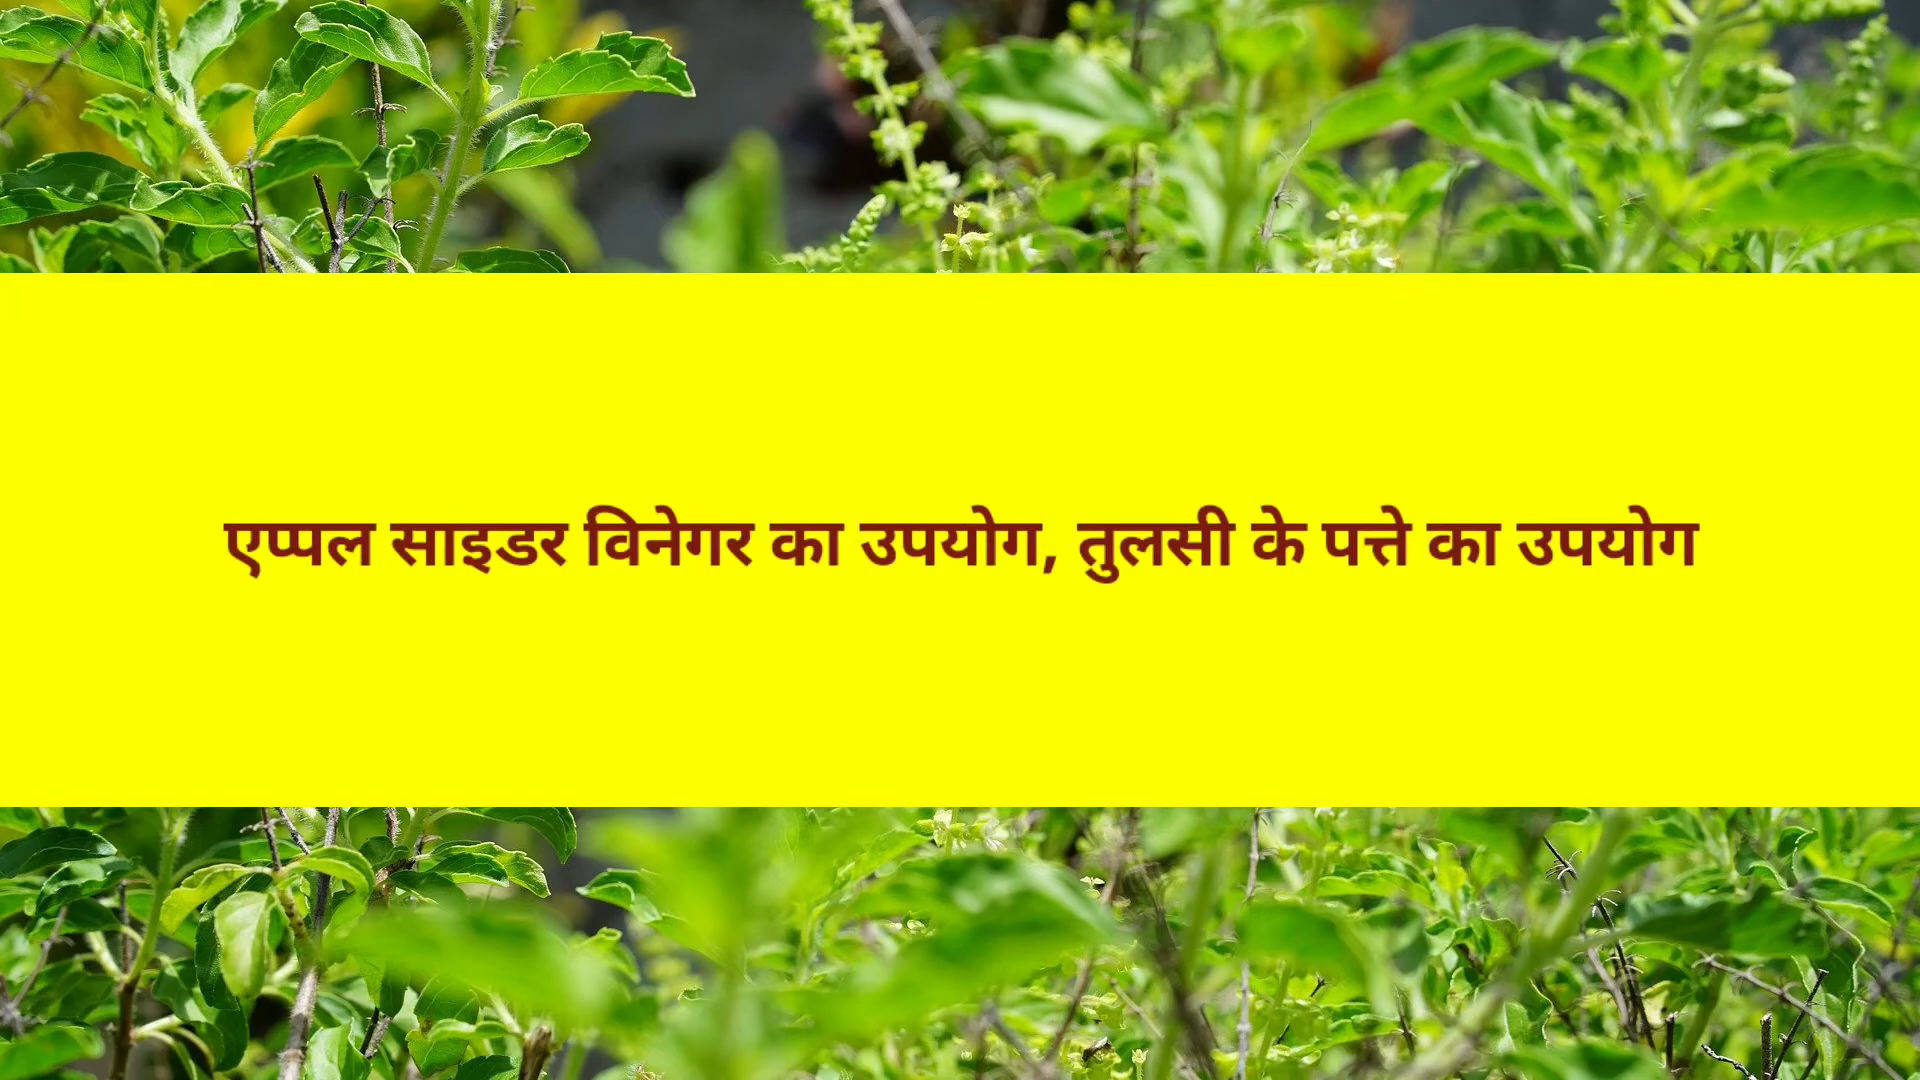 एप्पल साइडर विनेगर का उपयोग, तुलसी के पत्ते का उपयोग